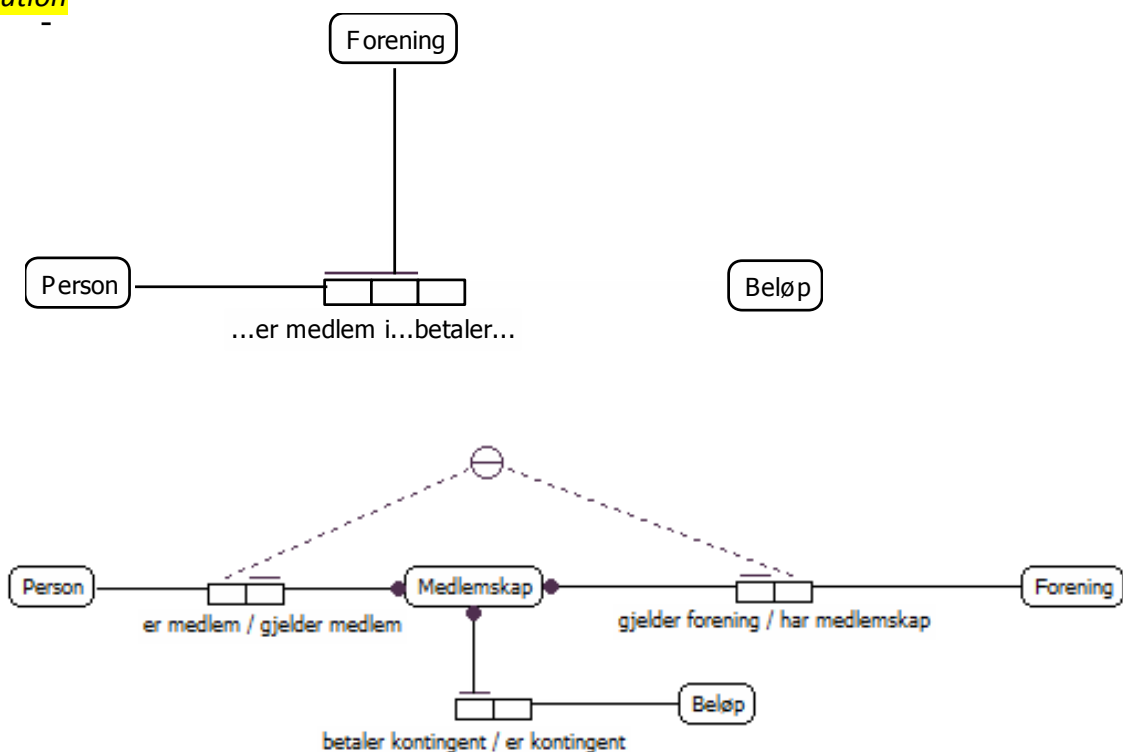 ution
-
Forening
Person
Beløp
...er medlem i...betaler...
Person
Medlemskap
Forening
er medlem / gjelder medlem
gjelder forening / har medlemskap
Beløp
betaler kontingent / er kontingent